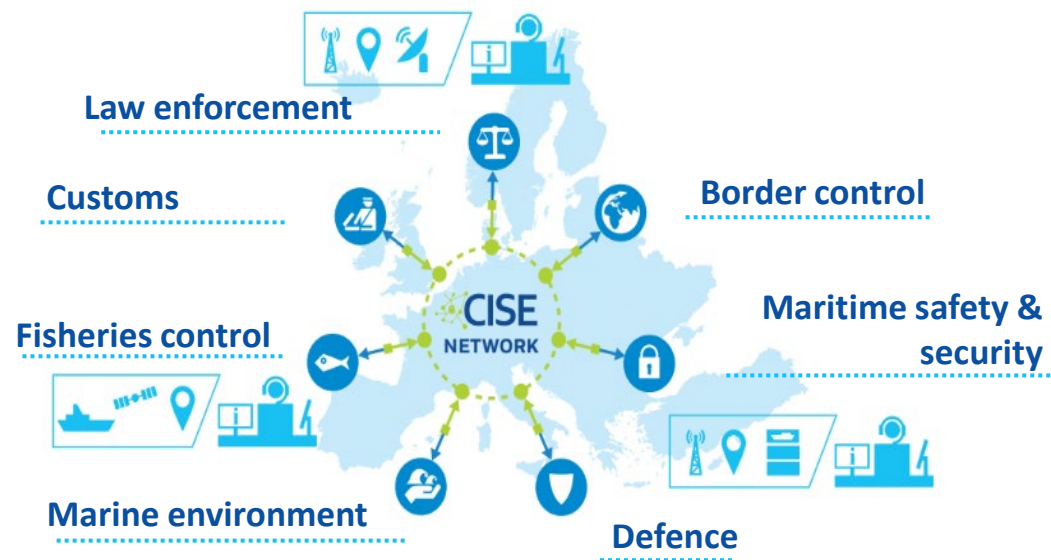 Law enforcement
Customs
Border control
CISE
NETWORK
Maritime safety &
security
Fisheries control
Marine environment
Defence